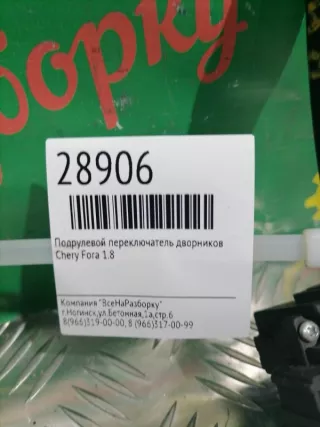 борку
28906
Подрулевой переключатель дворников
Chery Fora 1.8
Компания "ВсеНаРазборку"
г.Ногинск,ул.Бетонная,1а,стр.6
8(966)319-00-00, 8 (966)317-00-99